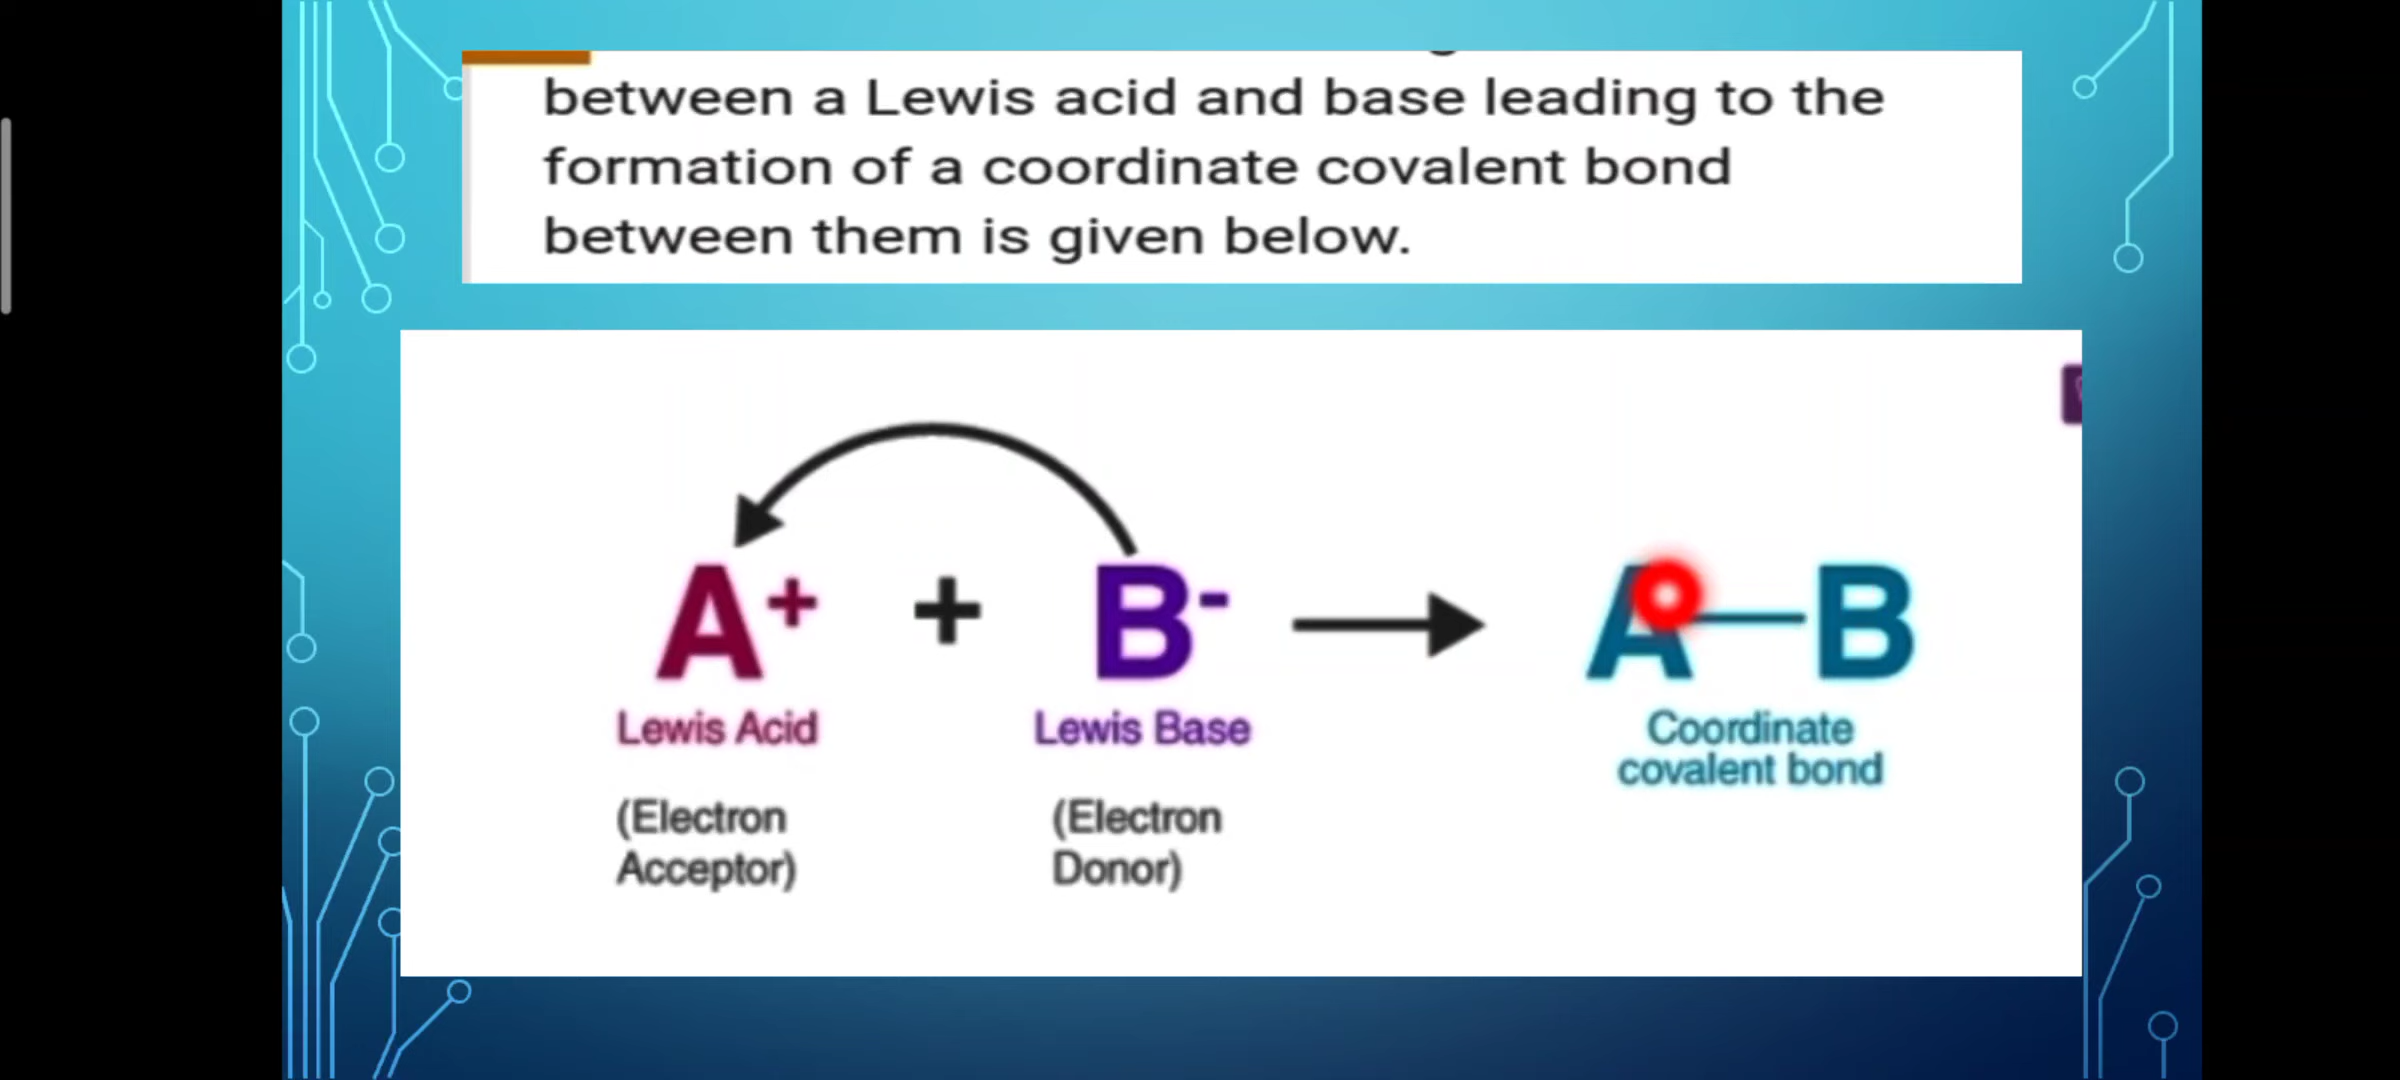 between a Lewis acid and base leading to the
formation of a coordinate covalent bond
between them is given below.
A+ + B- A B
Lewis Acid Lewis Base Coordinate
covalent bond
(Electron (Electron
Acceptor) Donor)